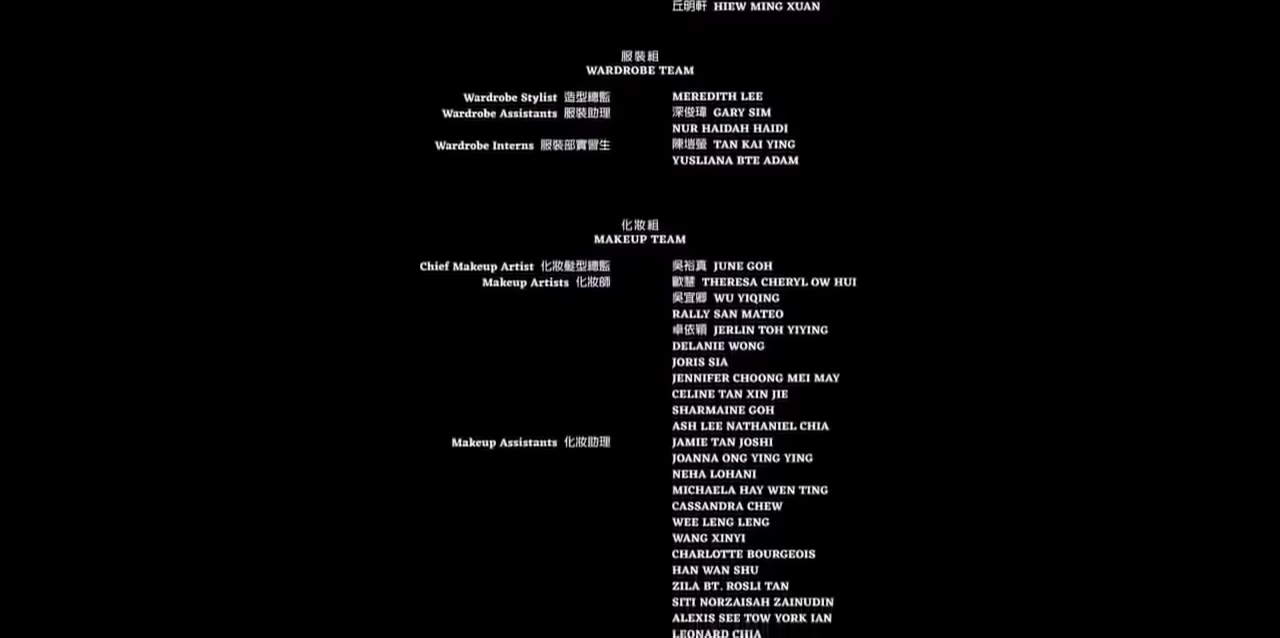 丘明軒 HIEW MING XUAN
服裝組
WARDROBE TEAM
Wardrobe Stylist 造型總監 MEREDITH LEE
Wardrobe Assistants 服裝助理 深俊瑋 GARY SIM
NUR HAIDAH HAIDI
Wardrobe Interns 服裝部實習生 陳塏螢 TAN KAI YING
YUSLIANA BTE ADAM
化妝組
MAKEUP TEAM
Chief Makeup Artist 化妝髮型總監 吳裕真 JUNE GOH
Makeup Artists 化妝師 歐慧 THERESA CHERYL OW HUI
吳宜卿 WU YIQING
RALLY SAN MATEO
卓依穎 JERLIN TOH YIYING
DELANIE WONG
JORIS SIA
JENNIFER CHOONG MEI MAY
CELINE TAN XIN JIE
SHARMAINE GOH
ASH LEE NATHANIEL CHIA
Makeup Assistants 化妝助理 JAMIE TAN JOSHI
JOANNA ONG YING YING
NEHA LOHANI
MICHAELA HAY WEN TING
CASSANDRA CHEW
WEE LENG LENG
WANG XINYI
CHARLOTTE BOURGEOIS
HAN WAN SHU
ZILA BT. ROSLI TAN
SITI NORZAISAH ZAINUDIN
ALEXIS SEE TOW YORK IAN
LEONARD CHIA